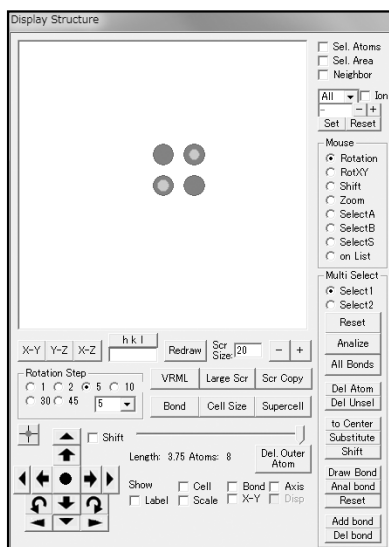 Display Structure
Sel. Atoms
Sel. Area
Neighbor
All Ion
- - +
Set Reset
Mouse
Rotation
RotXY
Shift
Zoom
SelectA
SelectB
SelectS
on List
Multi Select
Select1
Select2
Reset
Analize
All Bonds
Del Atom
Del Unsel
to Center
Substitute
Shift
Draw Bond
Anal bond
Reset
Add bond
Del bond
X-Y Y-Z X-Z
h k l
Redraw
Scr
Size: 20
- +
Rotation Step
1 2 5 10
30 45 5
VRML Large Scr Scr Copy
Bond Cell Size Supercell
Shift
Length: 3.75 Atoms: 8
Del. Outer
Atom
Show Cell Bond Axis
Label Scale X-Y Disp